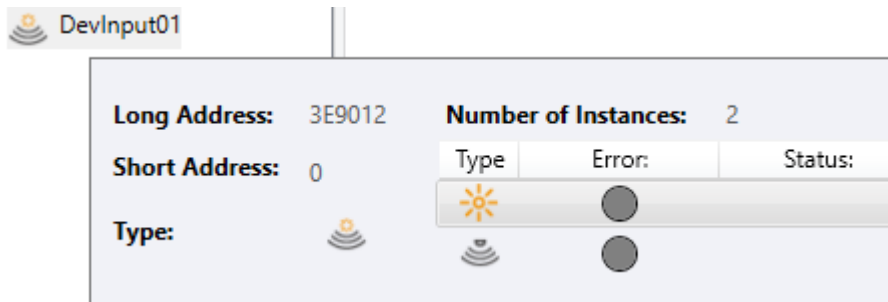 DevInput01
Long Address: 3E9012 Number of Instances: 2
Short Address: 0
Type Error: Status:
Type: